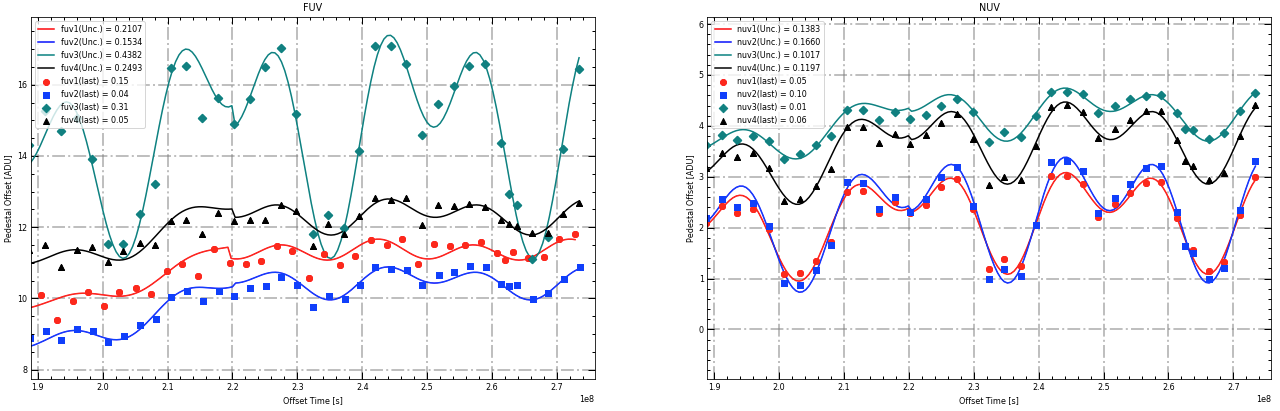 FUV
fuv1(Unc.) = 0.2107
fuv2(Unc.) = 0.1534
fuv3(Unc.) = 0.4382
fuv4(Unc.) = 0.2493
fuv1(last) = 0.15
fuv2(last) = 0.04
fuv3(last) = 0.31
fuv4(last) = 0.05
Pedestal Offset [ADU]
16
14
12
10
8
1.9 2.0 2.1 2.2 2.3 2.4 2.5 2.6 2.7
1e8
Offset Time [s]
NUV
nuv1(Unc.) = 0.1383
nuv2(Unc.) = 0.1660
nuv3(Unc.) = 0.1017
nuv4(Unc.) = 0.1197
nuv1(last) = 0.05
nuv2(last) = 0.10
nuv3(last) = 0.01
nuv4(last) = 0.06
Pedestal Offset [ADU]
6
5
4
3
2
1
0
1.9 2.0 2.1 2.2 2.3 2.4 2.5 2.6 2.7
1e8
Offset Time [s]